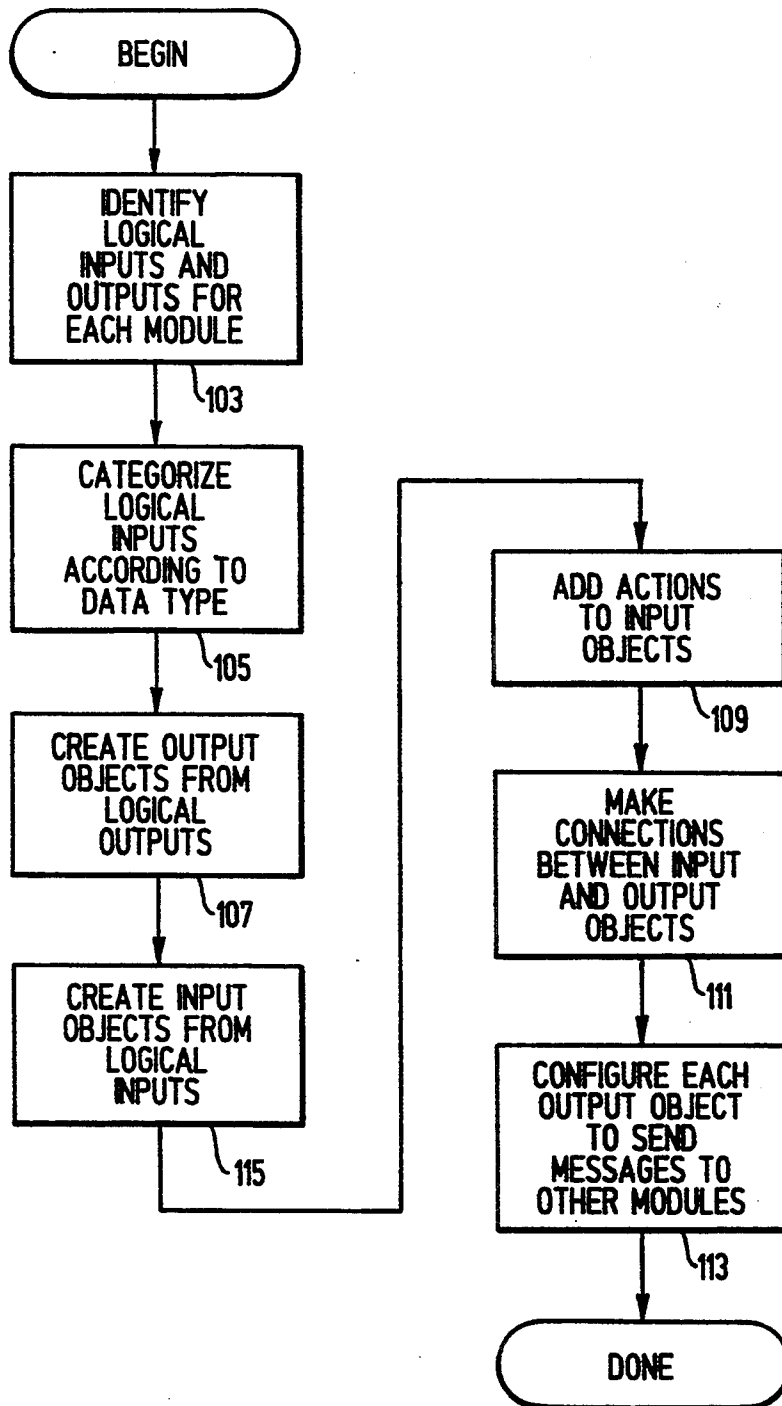 BEGIN
IDENTIFY
LOGICAL
INPUTS AND
OUTPUTS FOR
EACH MODULE
103
CATEGORIZE
LOGICAL
INPUTS
ACCORDING TO
DATA TYPE
105
CREATE OUTPUT
OBJECTS FROM
LOGICAL
OUTPUTS
107
CREATE INPUT
OBJECTS FROM
LOGICAL
INPUTS
115
ADD ACTIONS
TO INPUT
OBJECTS
109
MAKE
CONNECTIONS
BETWEEN INPUT
AND OUTPUT
OBJECTS
111
CONFIGURE EACH
OUTPUT OBJECT
TO SEND
MESSAGES TO
OTHER MODULES
113
DONE